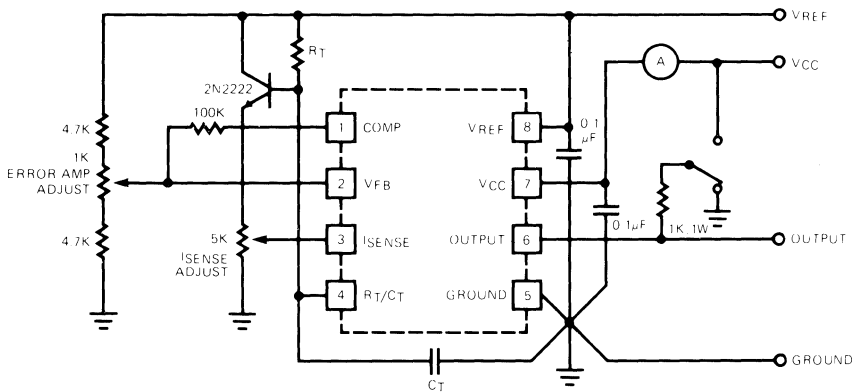 VREF
RT
A
VCC
2N2222
100K
4.7K
1
COMP
VREF
8
0.1
µF
1K
ERROR AMP
ADJUST
2
VFB
VCC
7
4.7K
5K
3
ISENSE
OUTPUT
6
0.1µF
1K, 1W
OUTPUT
ISENSE
ADJUST
4
RT/CT
GROUND
5
CT
GROUND